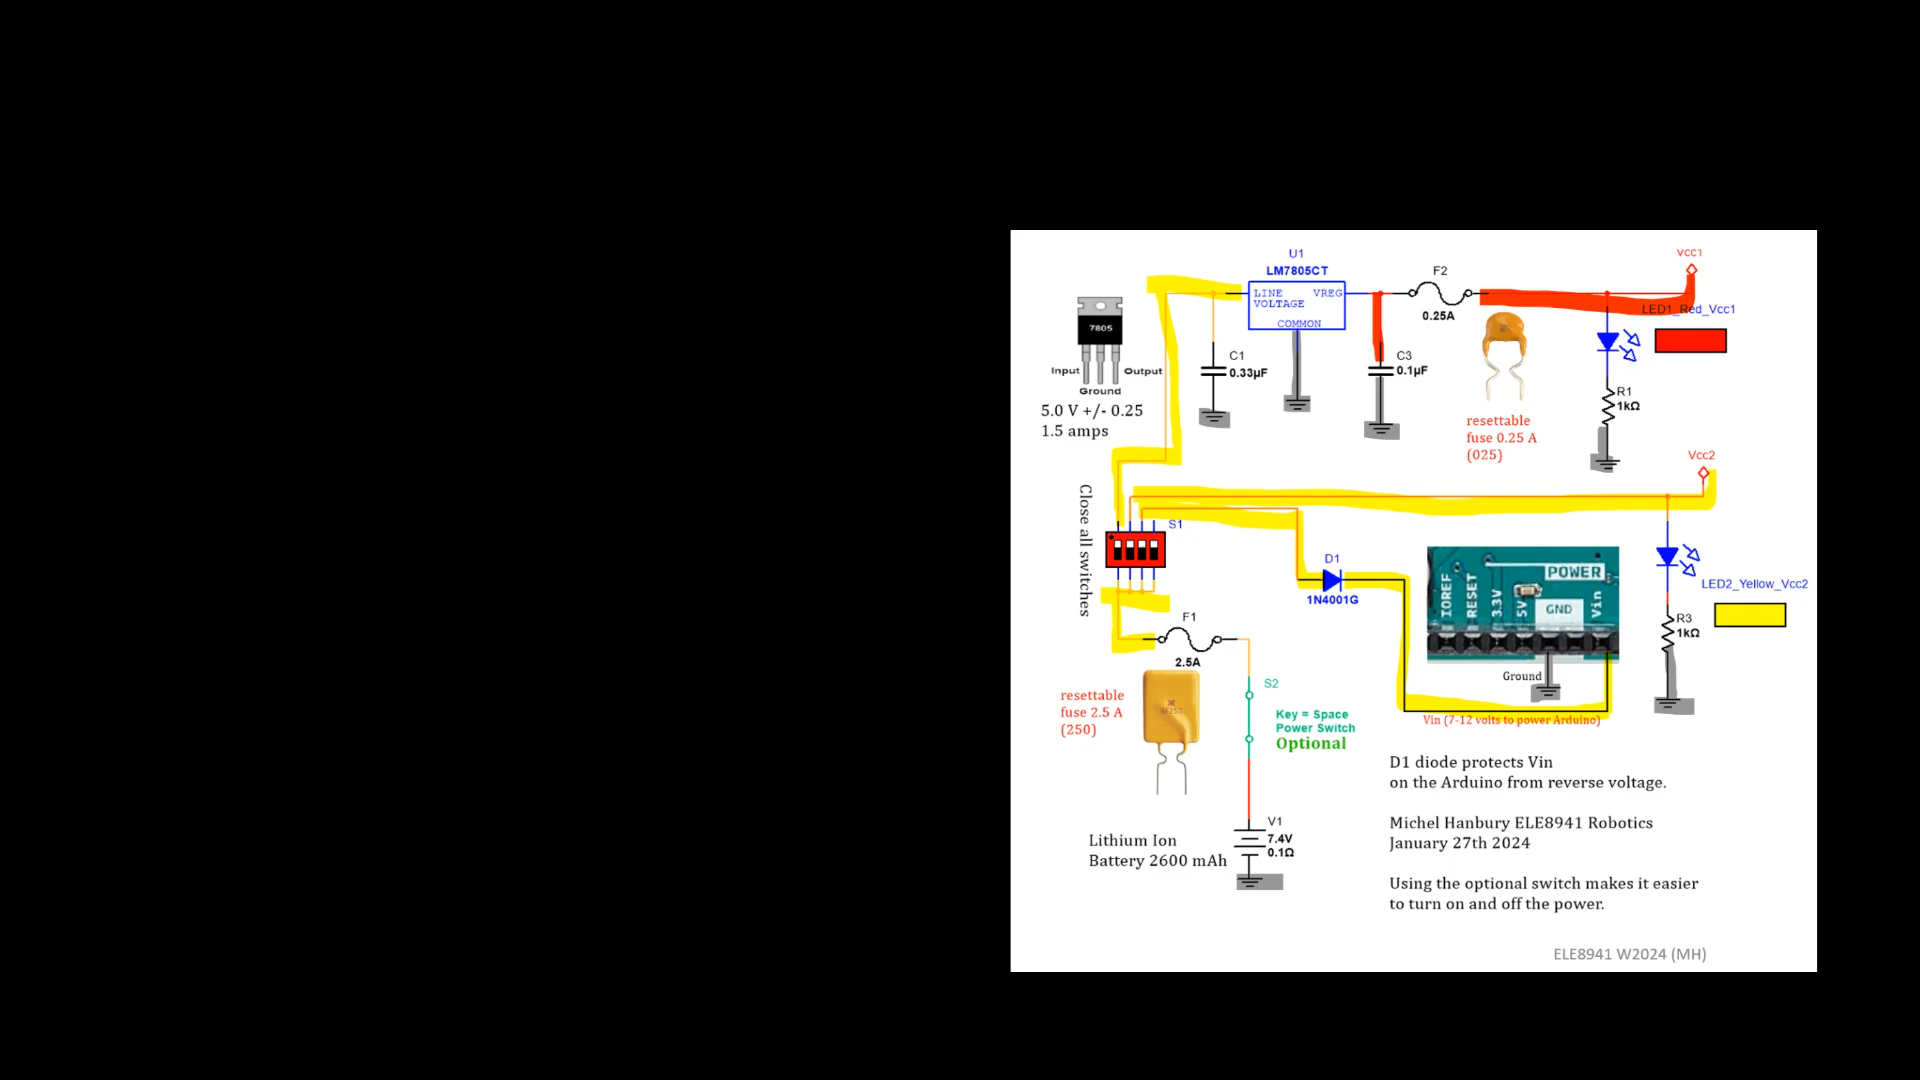 U1
LM7805CT
LINE VREG
VOLTAGE
COMMON
F2
0.25A
Vcc1
LED1_Red_Vcc1
7805
Input Output
Ground
5.0 V +/- 0.25
1.5 amps
C1
0.33µF
C3
0.1µF
resettable
fuse 0.25 A
(025)
R1
1kΩ
Vcc2
Close all switches
S1
D1
1N4001G
POWER
IOREF
RESET
3.3V
5V
GND
Vin
LED2_Yellow_Vcc2
R3
1kΩ
F1
2.5A
Ground
Vin (7-12 volts to power Arduino)
resettable
fuse 2.5 A
(250)
S2
Key = Space
Power Switch
Optional
D1 diode protects Vin
on the Arduino from reverse voltage.
Michel Hanbury ELE8941 Robotics
January 27th 2024
Lithium Ion
Battery 2600 mAh
V1
7.4V
0.1Ω
Using the optional switch makes it easier
to turn on and off the power.
ELE8941 W2024 (MH)